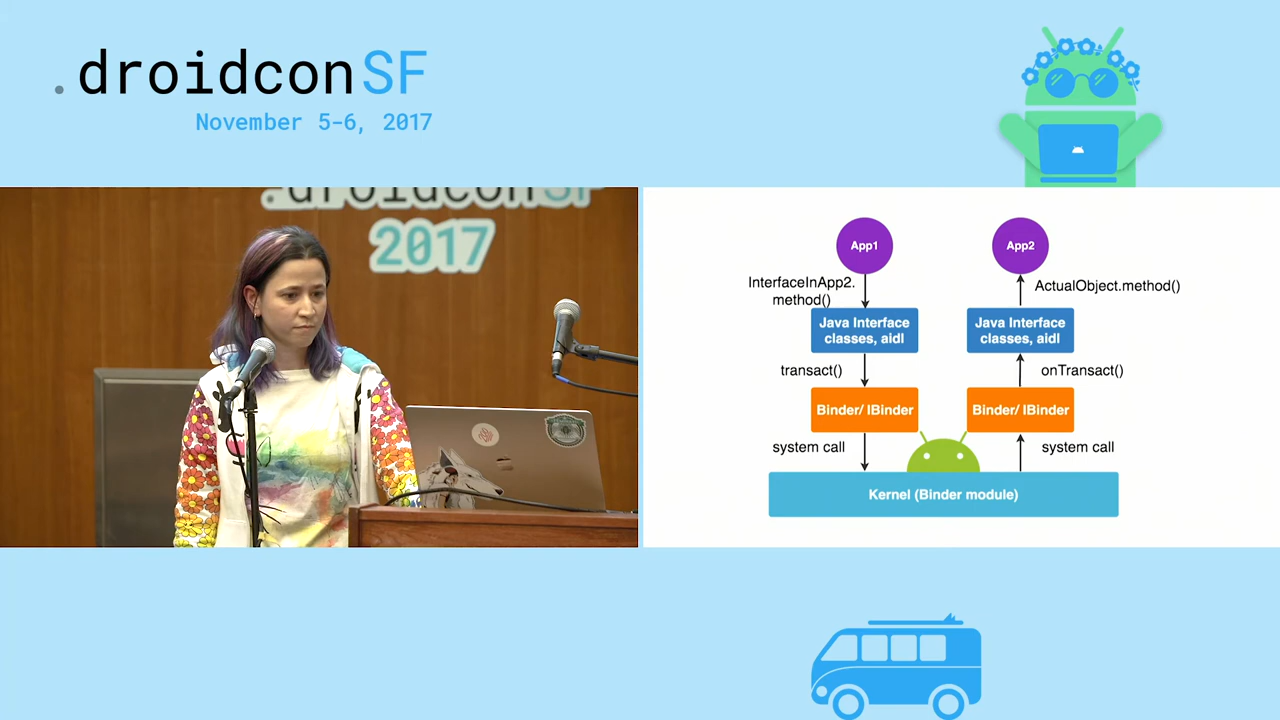 .droidconSF
November 5-6, 2017
.droidconSF
2017
App1
App2
InterfaceInApp2.
method()
ActualObject.method()
Java Interface
classes, aidl
Java Interface
classes, aidl
transact()
onTransact()
Binder/ IBinder
Binder/ IBinder
system call
system call
Kernel (Binder module)